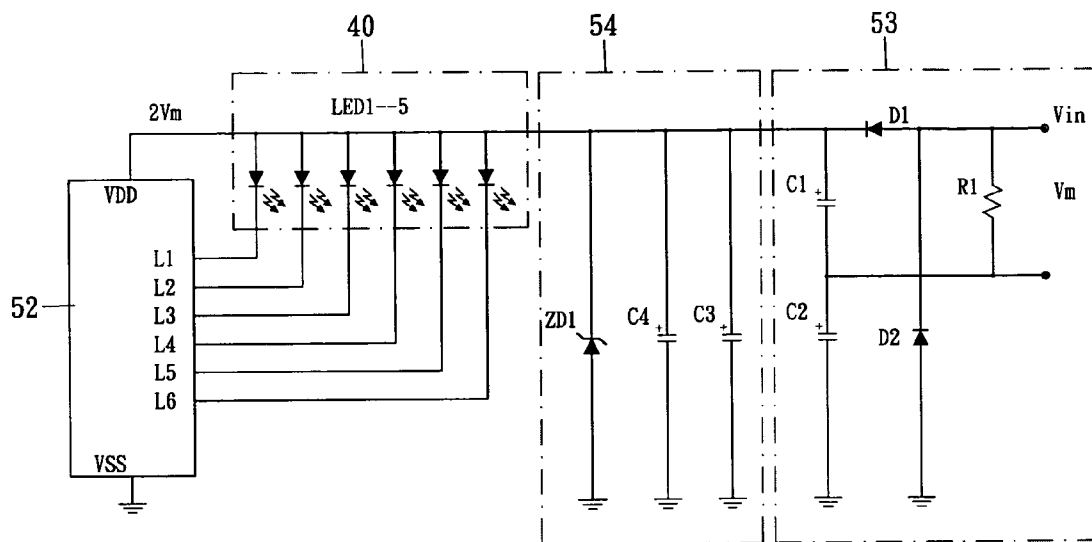 40
54
53
LED1--5
2Vm
D1
Vin
VDD
C1
+
R1
Vm
L1
L2
52
L3
ZD1
C4
+
C3
+
C2
+
D2
L4
L5
L6
VSS